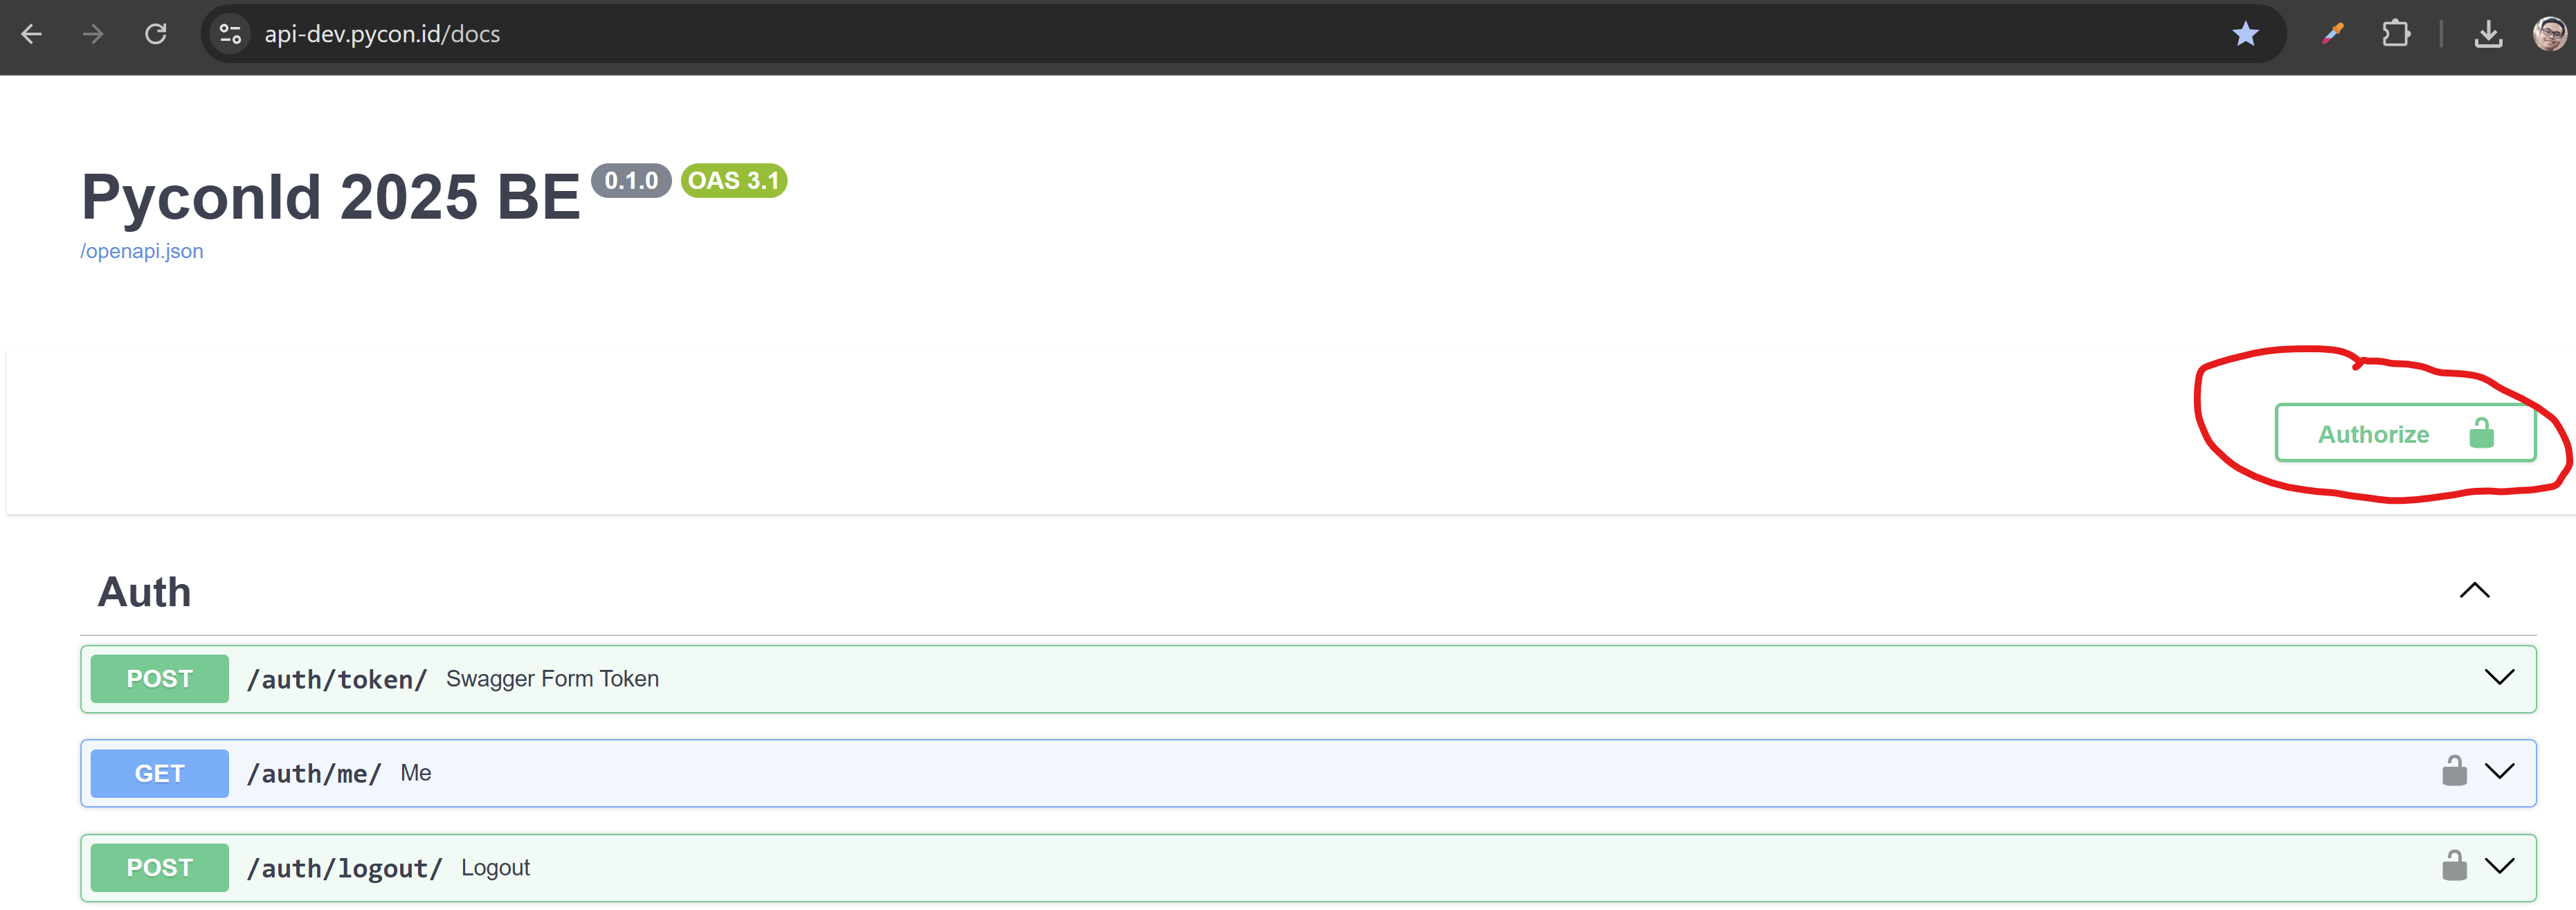 api-dev.pycon.id/docs
PyconId 2025 BE 0.1.0 OAS 3.1
/openapi.json
Authorize
Auth
POST /auth/token/ Swagger Form Token
GET /auth/me/ Me
POST /auth/logout/ Logout